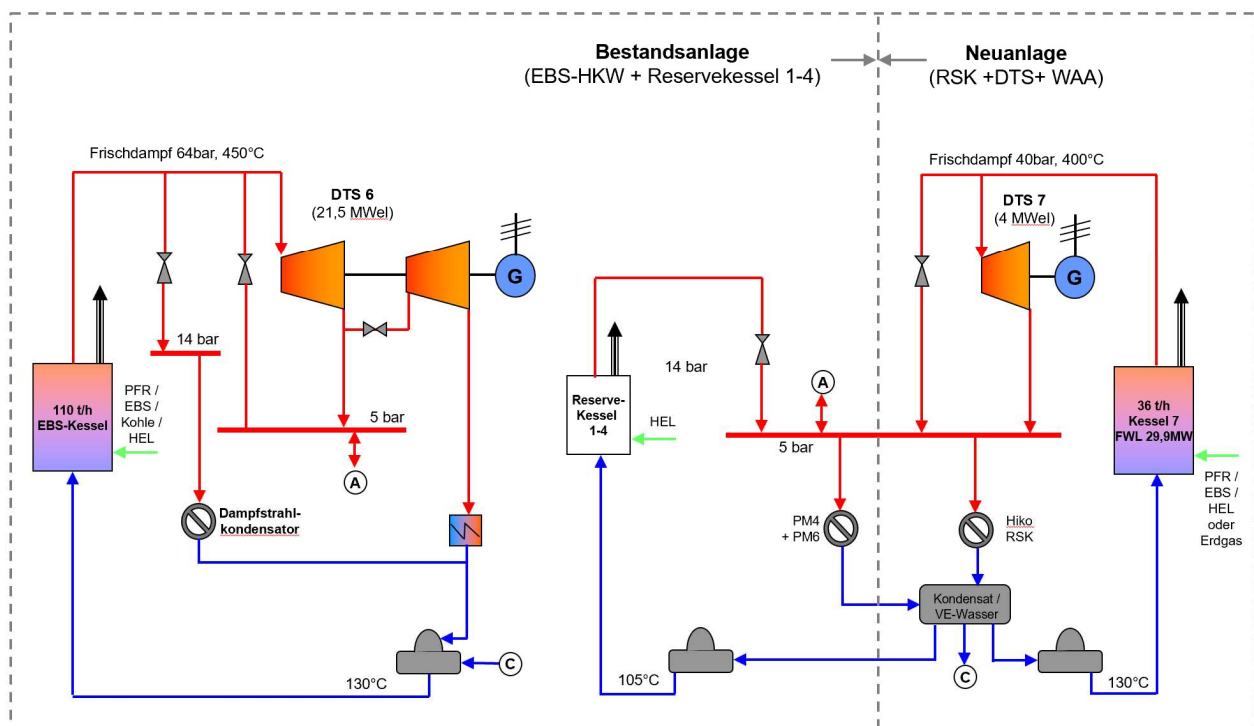 Bestandsanlage
(EBS-HKW + Reservekessel 1-4)
Neuanlage
(RSK +DTS+ WAA)
Frischdampf 64bar, 450°C
DTS 6
(21,5 MWel)
G
14 bar
110 t/h
EBS-Kessel
PFR /
EBS /
Kohle /
HEL
5 bar
A
Dampfstrahl-
kondensator
C
130°C
Reserve-
Kessel
1-4
HEL
14 bar
A
5 bar
PM4
+ PM6
105°C
Frischdampf 40bar, 400°C
DTS 7
(4 MWel)
G
36 t/h
Kessel 7
FWL 29,9MW
PFR /
EBS /
HEL
oder
Erdgas
Hiko
RSK
Kondensat /
VE-Wasser
C
130°C